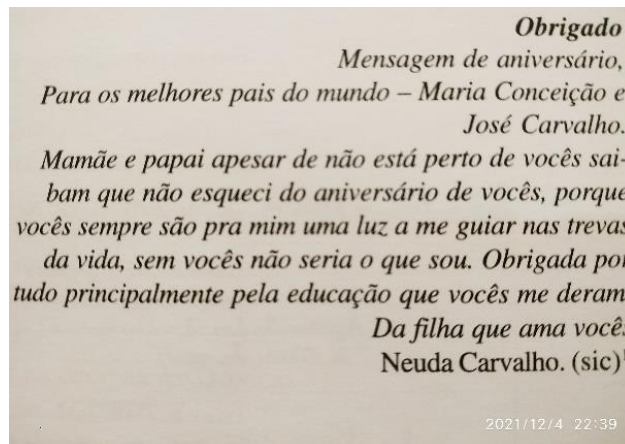 Obrigado
Mensagem de aniversário,
Para os melhores pais do mundo – Maria Conceição e
José Carvalho.
Mamãe e papai apesar de não está perto de vocês sai-
bam que não esqueci do aniversário de vocês, porque
vocês sempre são pra mim uma luz a me guiar nas trevas
da vida, sem vocês não seria o que sou. Obrigada por
tudo principalmente pela educação que vocês me deram
Da filha que ama vocês
Neuda Carvalho. (sic)¹
2021/12/4 22:39